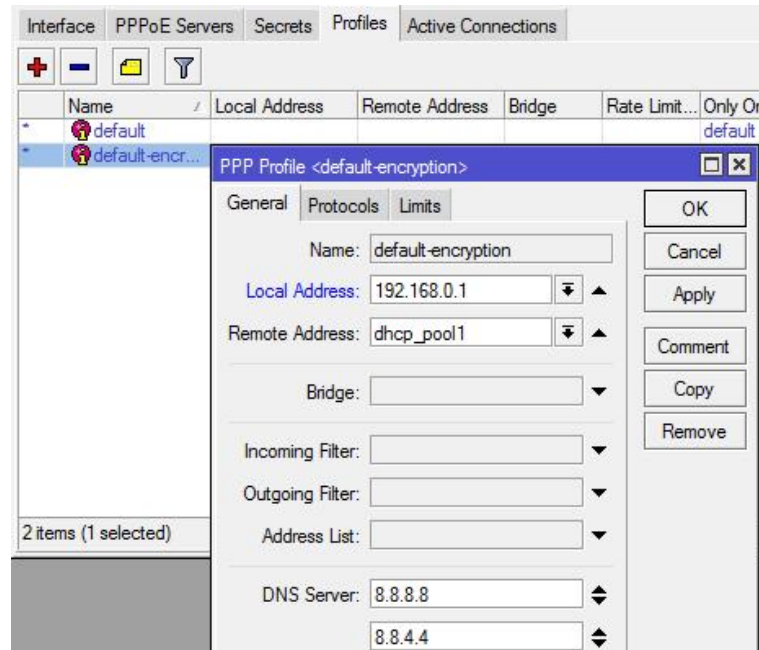 Interface PPPoE Servers Secrets Profiles Active Connections
Name Local Address Remote Address Bridge Rate Limit... Only Or
* default default
* default-encr...
PPP Profile <default-encryption>
General Protocols Limits
OK
Name: default-encryption
Cancel
Local Address: 192.168.0.1
Apply
Remote Address: dhcp_pool1
Comment
Bridge:
Copy
Remove
Incoming Filter:
Outgoing Filter:
2 items (1 selected)
Address List:
DNS Server: 8.8.8.8
8.8.4.4